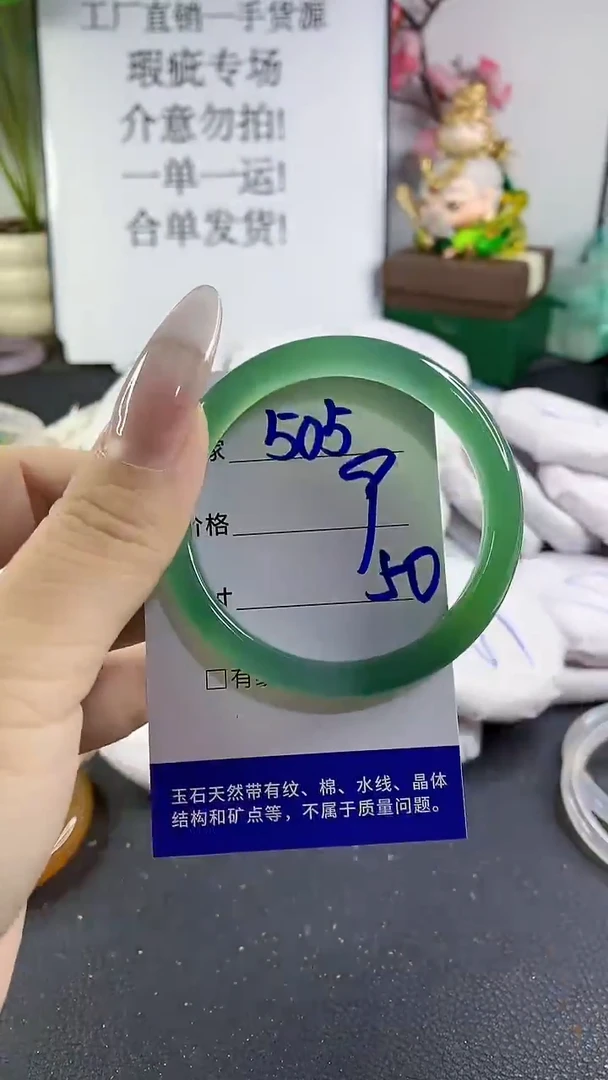 工厂直销一手货源
瑕疵专场
介意勿拍!
一单一运!
合单发货!
家 505
价格
寸 50
□有
玉石天然带有纹、棉、水线、晶体
结构和矿点等，不属于质量问题。